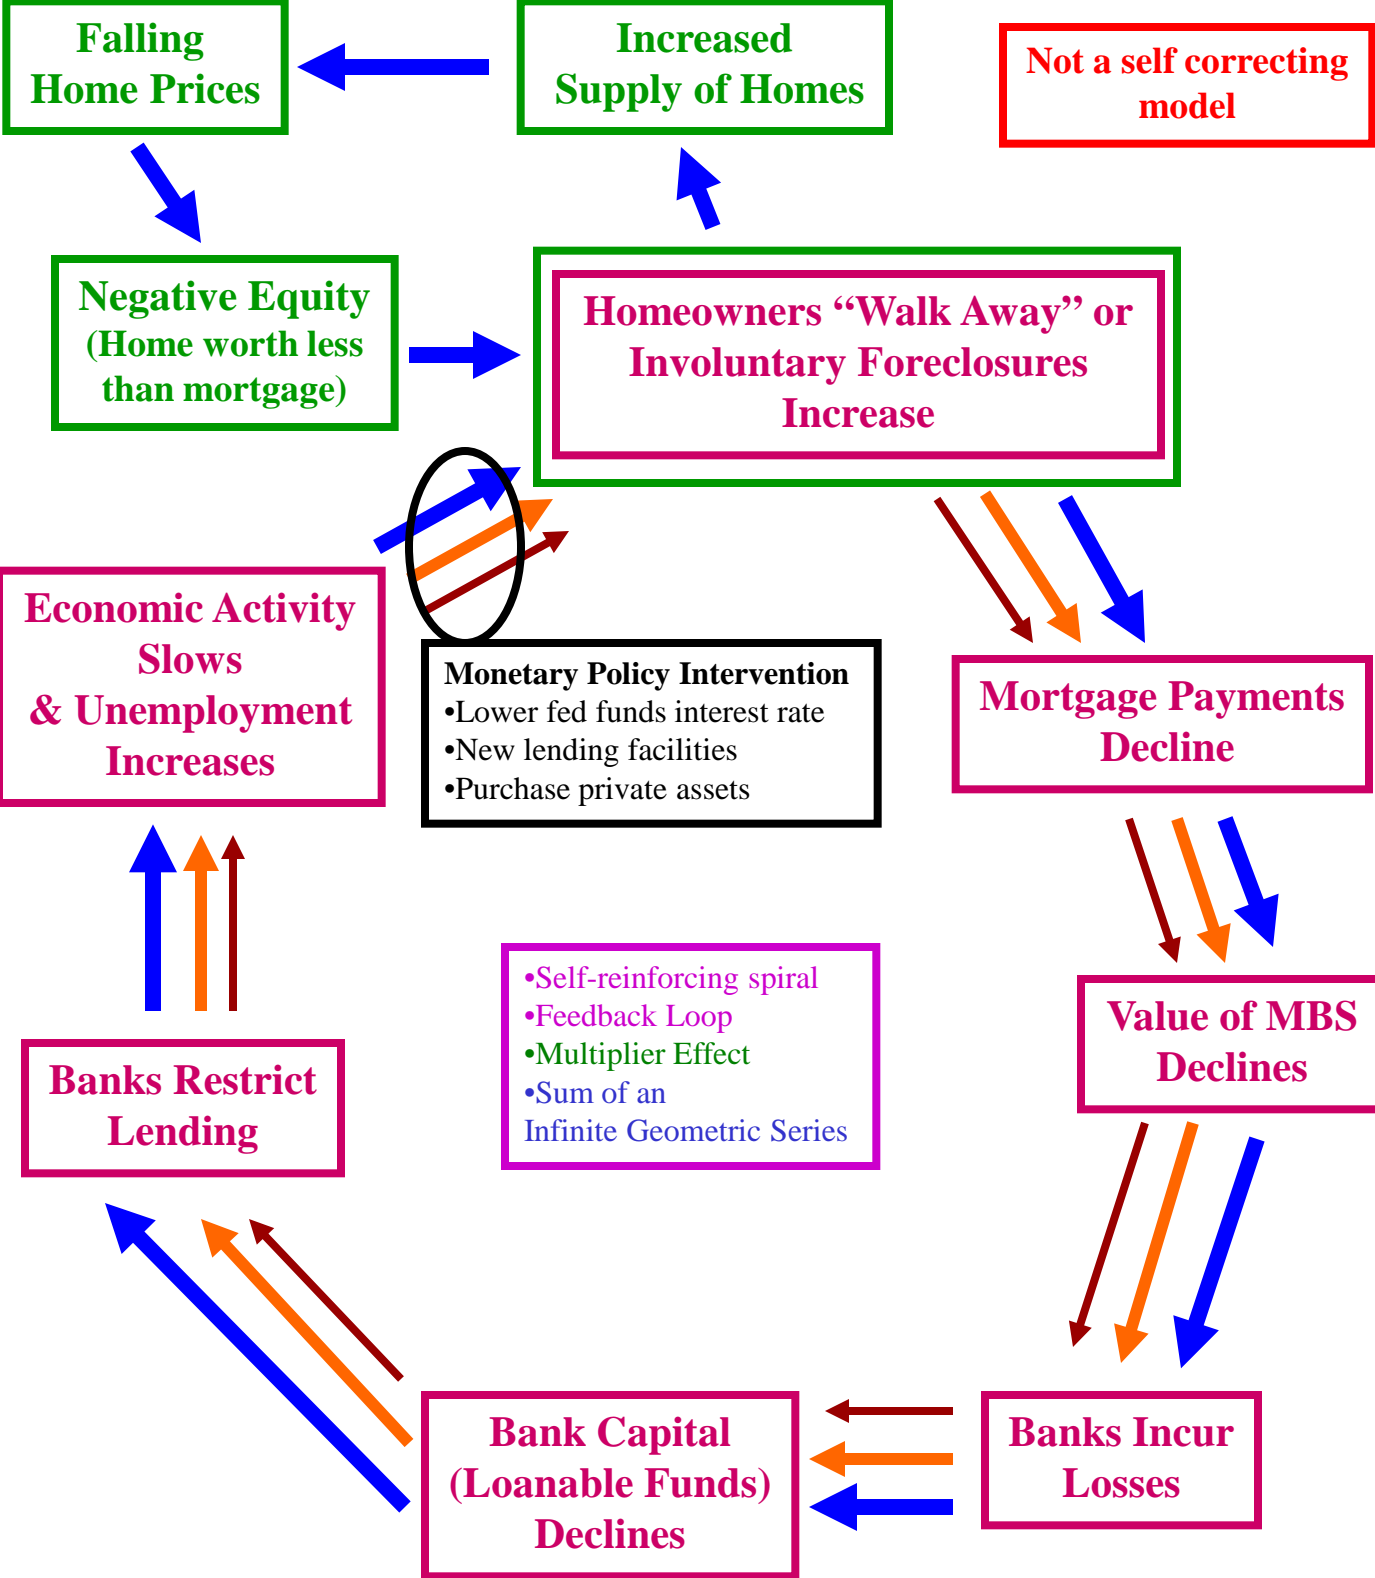 Falling
Home Prices
Increased
Supply of Homes
Not a self correcting
model
Negative Equity
(Home worth less
than mortgage)
Homeowners “Walk Away” or
Involuntary Foreclosures
Increase
Economic Activity
Slows
& Unemployment
Increases
Monetary Policy Intervention
•Lower fed funds interest rate
•New lending facilities
•Purchase private assets
Mortgage Payments
Decline
•Self-reinforcing spiral
•Feedback Loop
•Multiplier Effect
•Sum of an
Infinite Geometric Series
Value of MBS
Declines
Banks Restrict
Lending
Bank Capital
(Loanable Funds)
Declines
Banks Incur
Losses